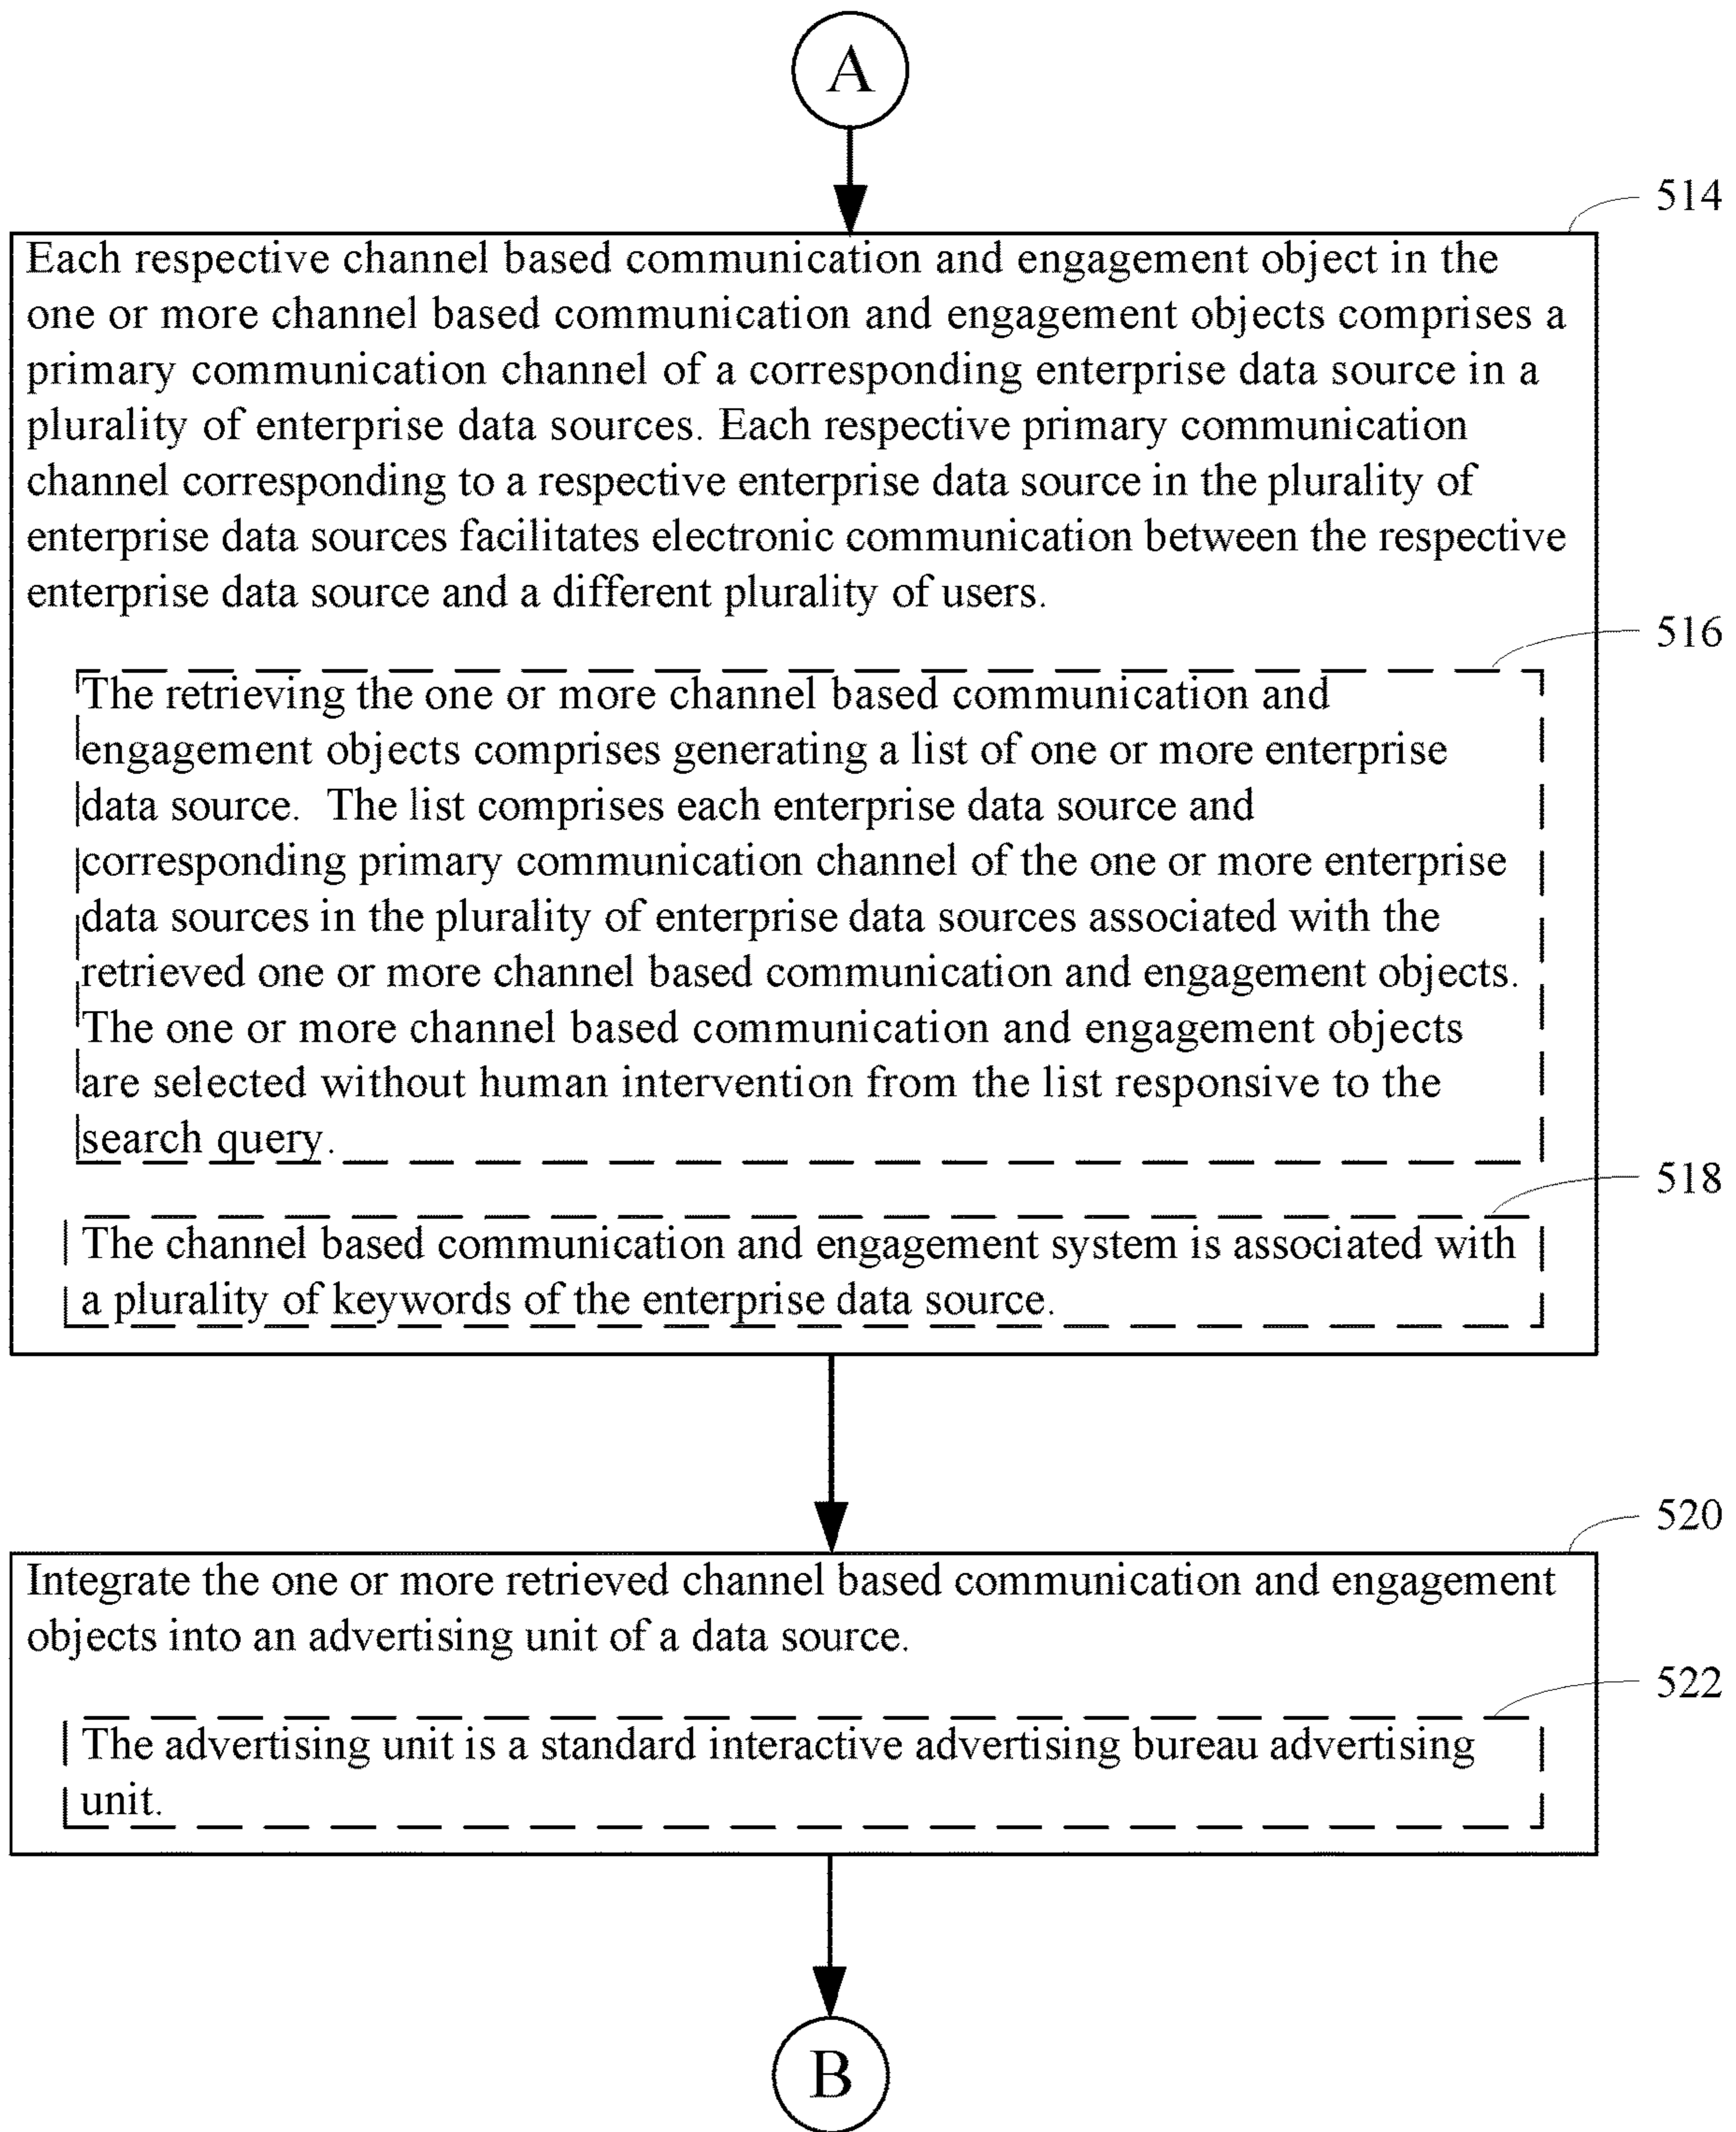 A
514
Each respective channel based communication and engagement object in the
one or more channel based communication and engagement objects comprises a
primary communication channel of a corresponding enterprise data source in a
plurality of enterprise data sources. Each respective primary communication
channel corresponding to a respective enterprise data source in the plurality of
enterprise data sources facilitates electronic communication between the respective
enterprise data source and a different plurality of users.
516
The retrieving the one or more channel based communication and
engagement objects comprises generating a list of one or more enterprise
data source.  The list comprises each enterprise data source and
corresponding primary communication channel of the one or more enterprise
data sources in the plurality of enterprise data sources associated with the
retrieved one or more channel based communication and engagement objects.
The one or more channel based communication and engagement objects
are selected without human intervention from the list responsive to the
search query.
518
The channel based communication and engagement system is associated with
a plurality of keywords of the enterprise data source.
520
Integrate the one or more retrieved channel based communication and engagement
objects into an advertising unit of a data source.
522
The advertising unit is a standard interactive advertising bureau advertising
unit.
B